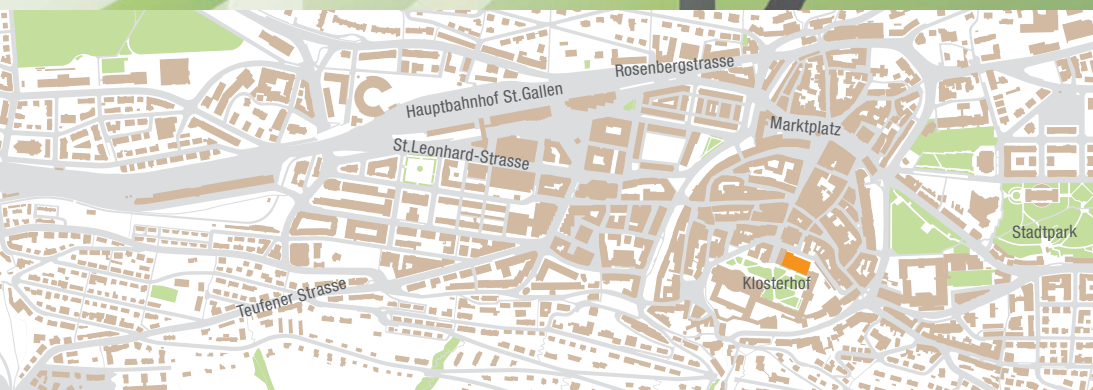 Rosenbergstrasse
Hauptbahnhof St.Gallen
Marktplatz
St.Leonhard-Strasse
Stadtpark
Klosterhof
Teufener Strasse